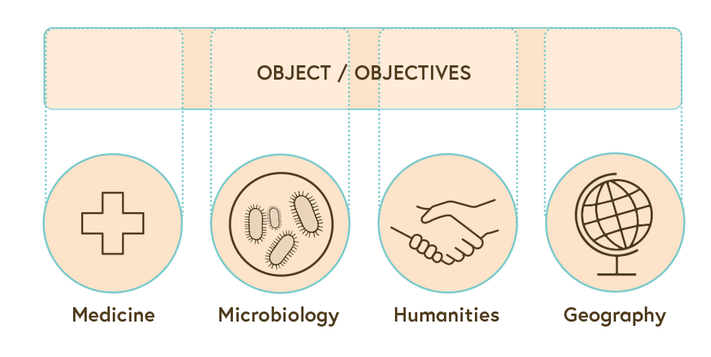 OBJECT / OBJECTIVES
Medicine
Microbiology
Humanities
Geography